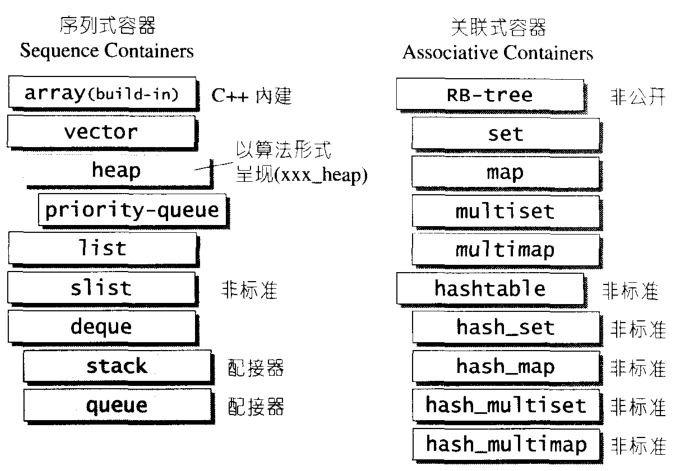 序列式容器
Sequence Containers
array(build-in) C++ 内建
vector
heap
以算法形式
呈现(xxx_heap)
priority-queue
list
slist 非标准
deque
stack 配接器
queue 配接器
关联式容器
Associative Containers
RB-tree 非公开
set
map
multiset
multimap
hashtable 非标准
hash_set 非标准
hash_map 非标准
hash_multiset 非标准
hash_multimap 非标准